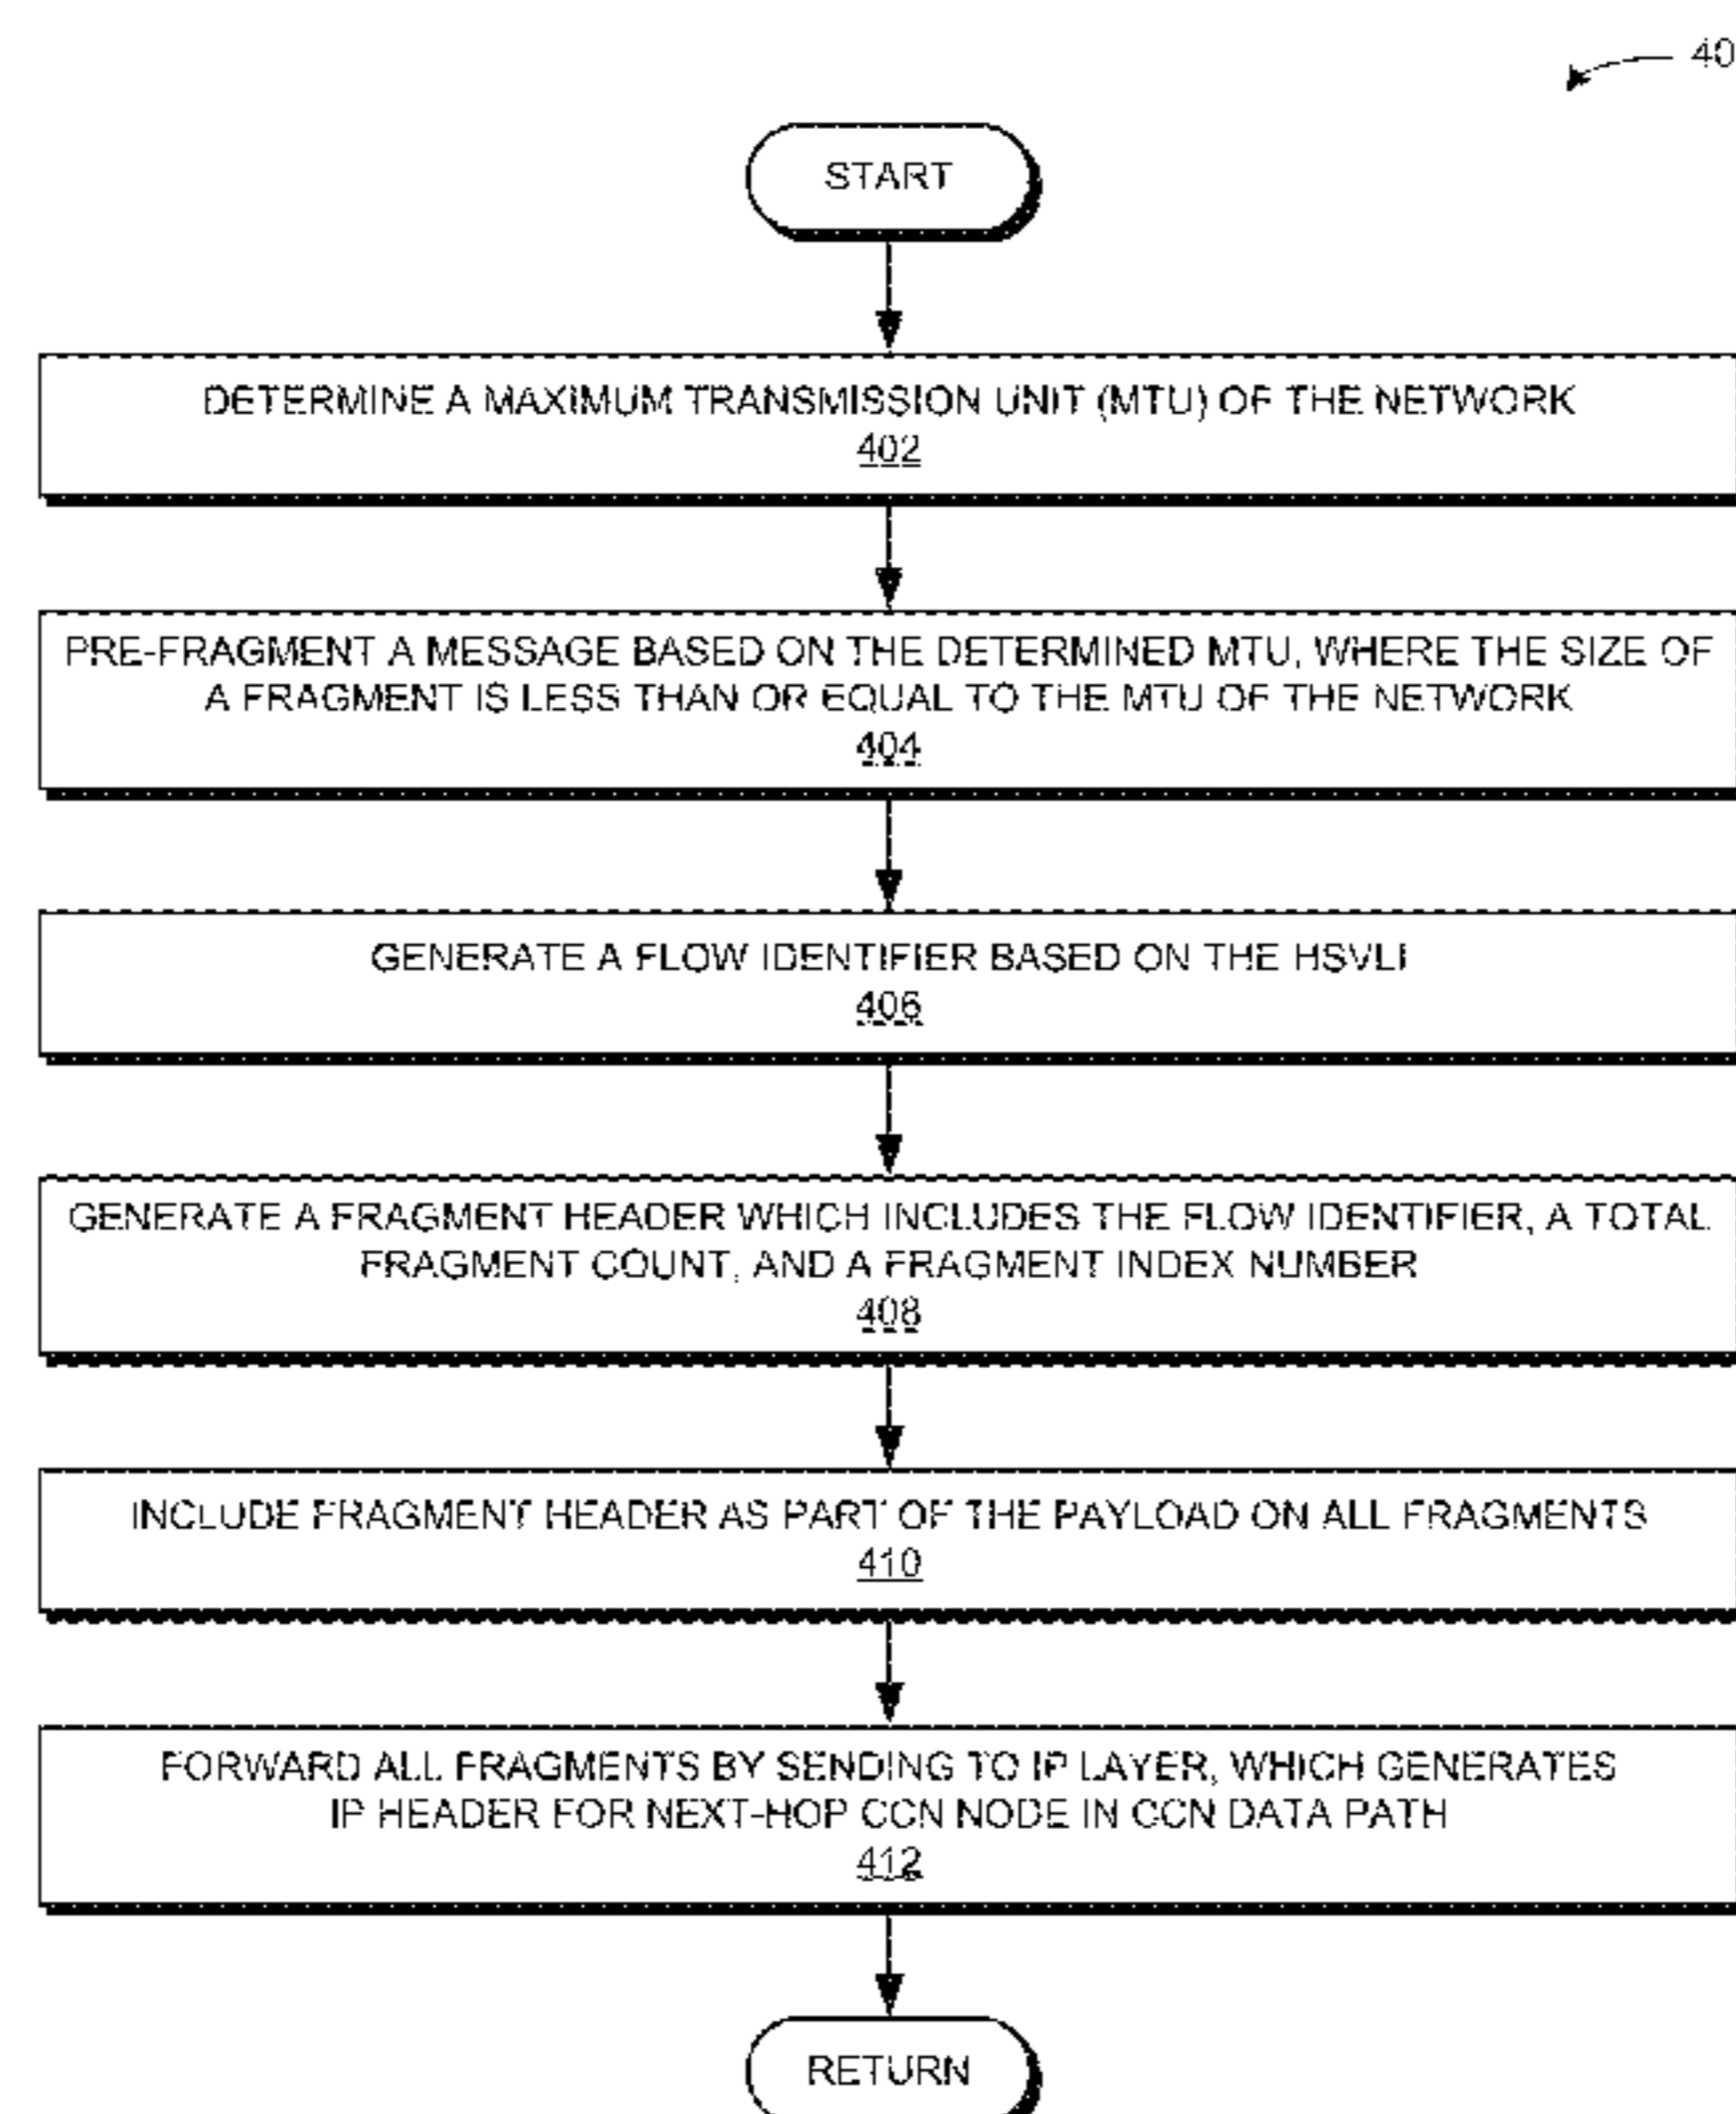 40
START
DETERMINE A MAXIMUM TRANSMISSION UNIT (MTU) OF THE NETWORK
402
PRE-FRAGMENT A MESSAGE BASED ON THE DETERMINED MTU, WHERE THE SIZE OF
A FRAGMENT IS LESS THAN OR EQUAL TO THE MTU OF THE NETWORK
404
GENERATE A FLOW IDENTIFIER BASED ON THE HSVLI
406
GENERATE A FRAGMENT HEADER WHICH INCLUDES THE FLOW IDENTIFIER, A TOTAL
FRAGMENT COUNT, AND A FRAGMENT INDEX NUMBER
408
INCLUDE FRAGMENT HEADER AS PART OF THE PAYLOAD ON ALL FRAGMENTS
410
FORWARD ALL FRAGMENTS BY SENDING TO IP LAYER, WHICH GENERATES
IP HEADER FOR NEXT-HOP CCN NODE IN CCN DATA PATH
412
RETURN